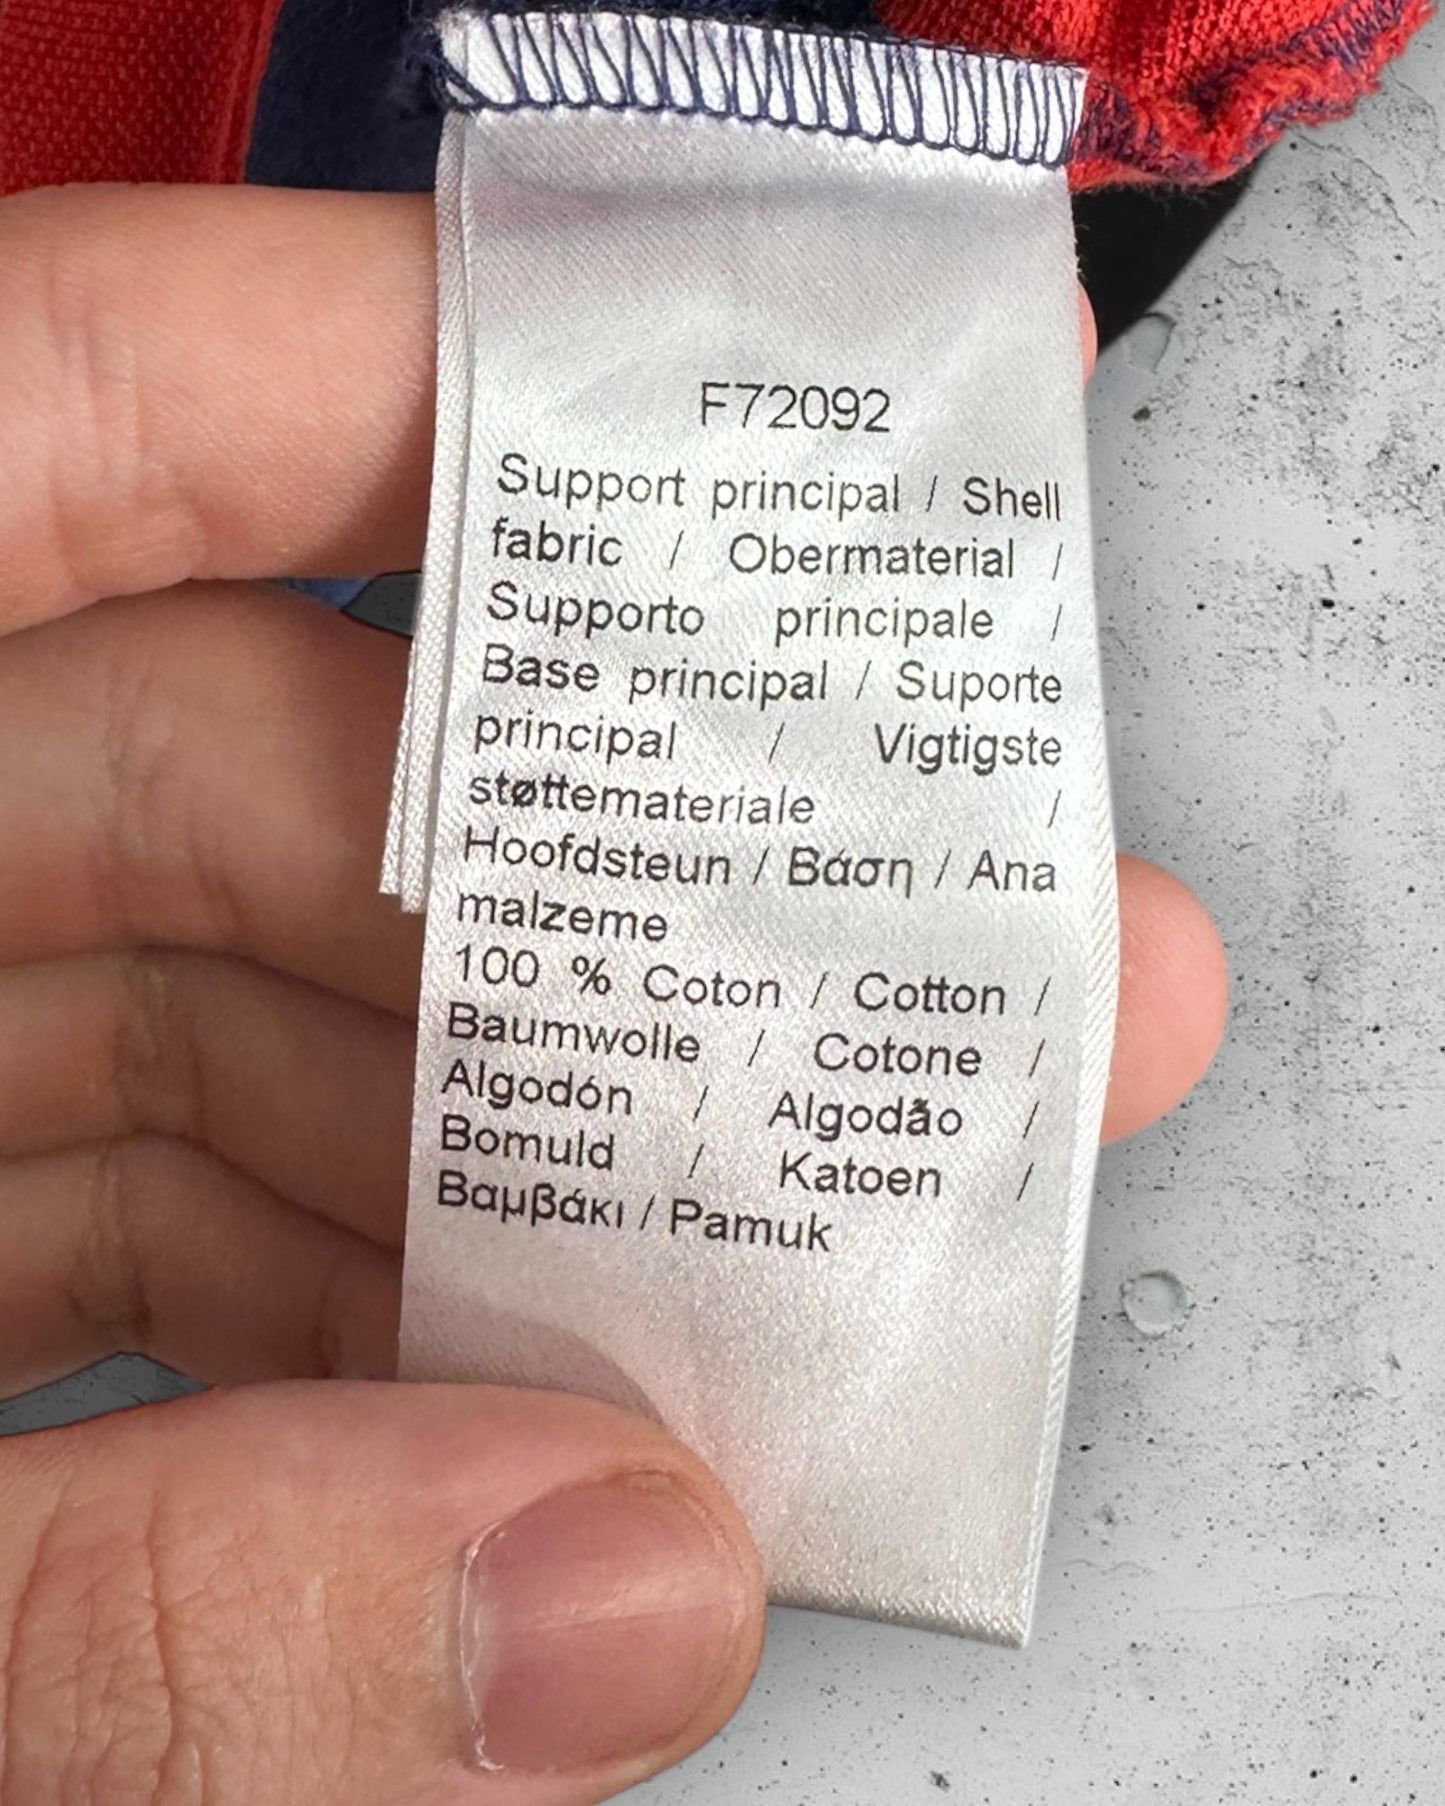 F72092
Support principal / Shell
fabric / Obermaterial /
Supporto principale /
Base principal / Suporte
principal / Vigtigste
støttemateriale /
Hoofdsteun / Βάση / Ana
malzeme
100 % Coton / Cotton /
Baumwolle / Cotone /
Algodón / Algodão /
Bomuld / Katoen /
Βαμβάκι / Pamuk